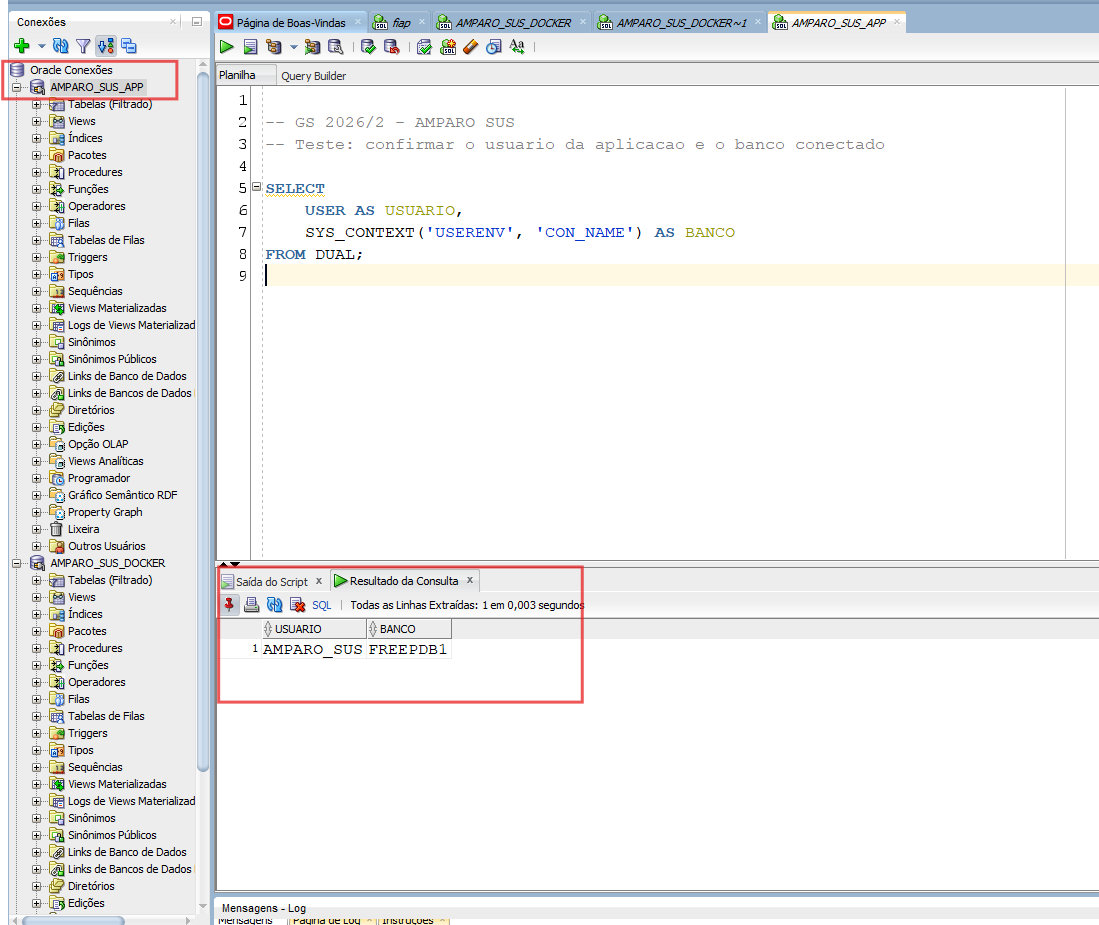 Conexões
Oracle Conexões
AMPARO_SUS_APP
Tabelas (Filtrado)
Views
Índices
Pacotes
Procedures
Funções
Operadores
Filas
Tabelas de Filas
Triggers
Tipos
Sequências
Views Materializadas
Logs de Views Materializad
Sinônimos
Sinônimos Públicos
Links de Banco de Dados
Links de Bancos de Dados
Diretórios
Edições
Opção OLAP
Views Analíticas
Programador
Gráfico Semântico RDF
Property Graph
Lixeira
Outros Usuários
AMPARO_SUS_DOCKER
Tabelas (Filtrado)
Views
Índices
Pacotes
Procedures
Funções
Operadores
Filas
Tabelas de Filas
Triggers
Tipos
Sequências
Views Materializadas
Logs de Views Materializad
Sinônimos
Sinônimos Públicos
Links de Banco de Dados
Links de Bancos de Dados
Diretórios
Edições
Página de Boas-Vindas
fiap
AMPARO_SUS_DOCKER
AMPARO_SUS_DOCKER~1
AMPARO_SUS_APP
Planilha
Query Builder
1
2 -- GS 2026/2 - AMPARO SUS
3 -- Teste: confirmar o usuario da aplicacao e o banco conectado
4
5 SELECT
6 USER AS USUARIO,
7 SYS_CONTEXT('USERENV', 'CON_NAME') AS BANCO
8 FROM DUAL;
9
Saída do Script x
Resultado da Consulta x
SQL | Todas as Linhas Extraídas: 1 em 0,003 segundos
USUARIO BANCO
1 AMPARO_SUS FREEPDB1
Mensagens - Log
Mensagens Página de Log Instruções